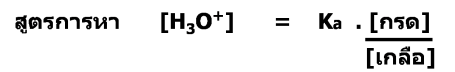 สูตรการหา [H₃O⁺] = Ka . [กรด]
[เกลือ]